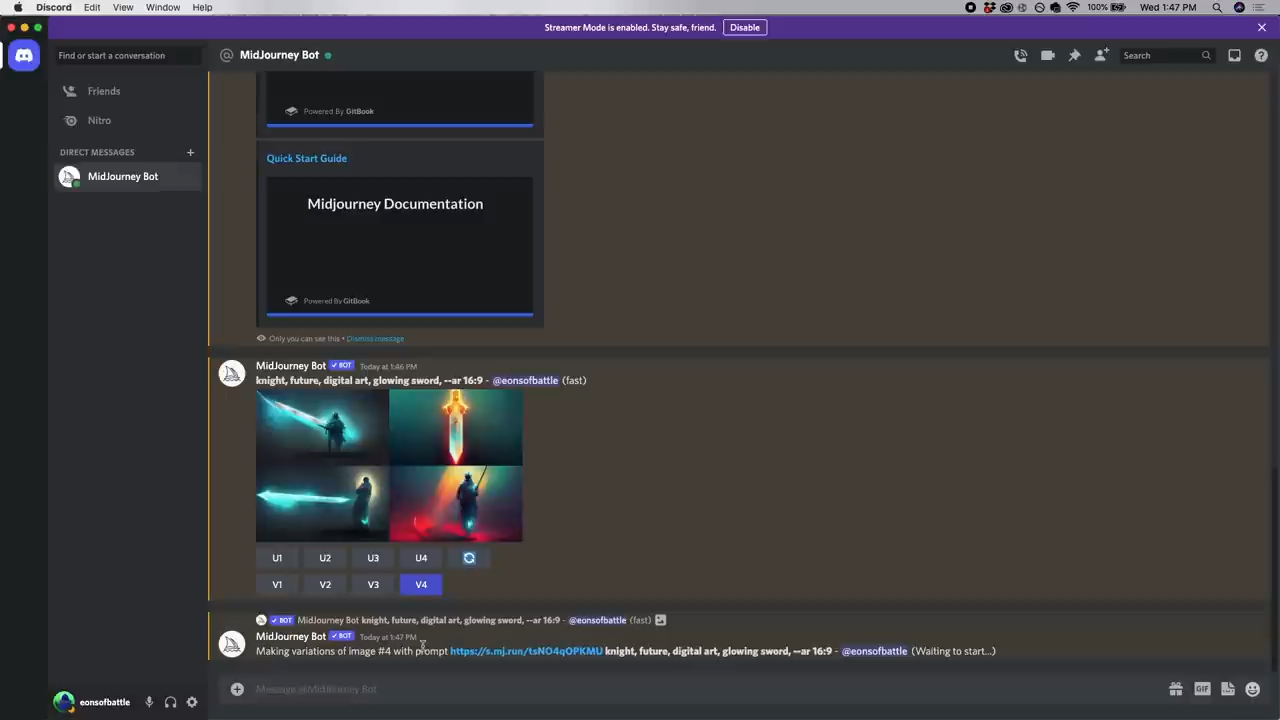 Discord Edit View Window Help 100% Wed 1:47 PM
Streamer Mode is enabled. Stay safe, friend. Disable
Find or start a conversation
MidJourney Bot
Search
Friends
Nitro
DIRECT MESSAGES
MidJourney Bot
Powered By GitBook
Quick Start Guide
Midjourney Documentation
Powered By GitBook
Only you can see this • Dismiss message
MidJourney Bot BOT Today at 1:46 PM
knight, future, digital art, glowing sword, --ar 16:9 - @eonsofbattle (fast)
U1 U2 U3 U4
V1 V2 V3 V4
BOT MidJourney Bot knight, future, digital art, glowing sword, --ar 16:9 - @eonsofbattle (fast)
MidJourney Bot BOT Today at 1:47 PM
Making variations of image #4 with prompt https://s.mj.run/tsNO4qOPKMU knight, future, digital art, glowing sword, --ar 16:9 - @eonsofbattle (Waiting to start...)
Message @MidJourney Bot
GIF
eonsofbattle